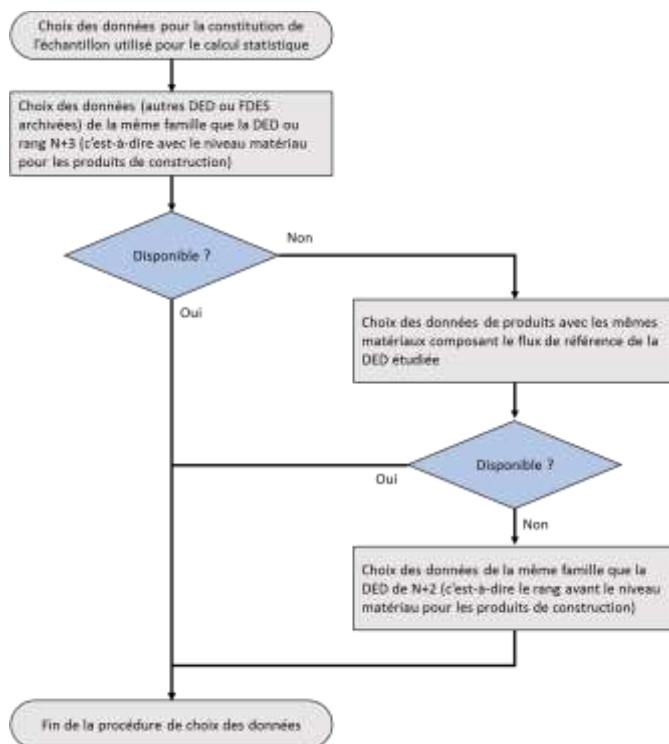 Choix des données pour la constitution de
l'échantillon utilisé pour le calcul statistique
Choix des données (autres DED ou FDES
archivées) de la même famille que la DED ou
rang N+3 (c'est-à-dire avec le niveau matériau
pour les produits de construction)
Disponible ?
Non
Oui
Choix des données de produits avec les mêmes
matériaux composant le flux de référence de la
DED étudiée
Disponible ?
Oui
Non
Choix des données de la même famille que la
DED de N+2 (c'est-à-dire le rang avant le niveau
matériau pour les produits de construction)
Fin de la procédure de choix des données